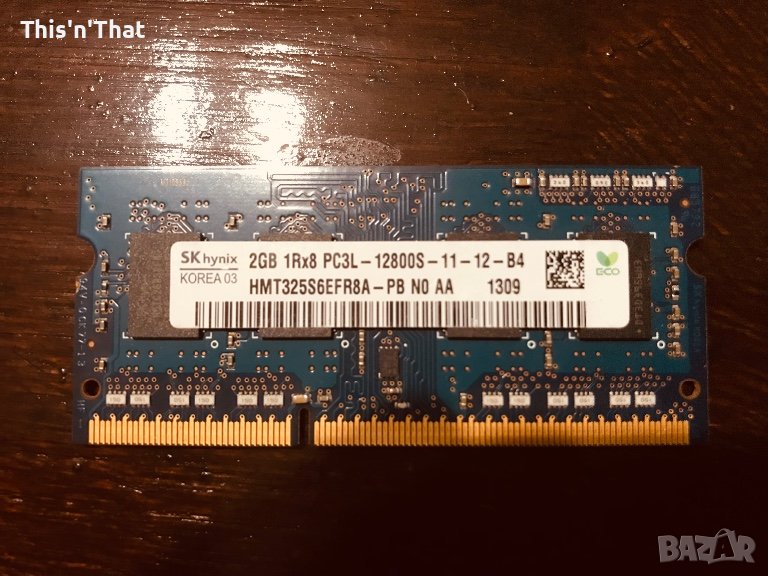 This'n'That
SK hynix
KOREA 03
2GB 1Rx8 PC3L-12800S-11-12-B4
HMT325S6EFR8A-PB N0 AA 1309
ECO
BAZAR